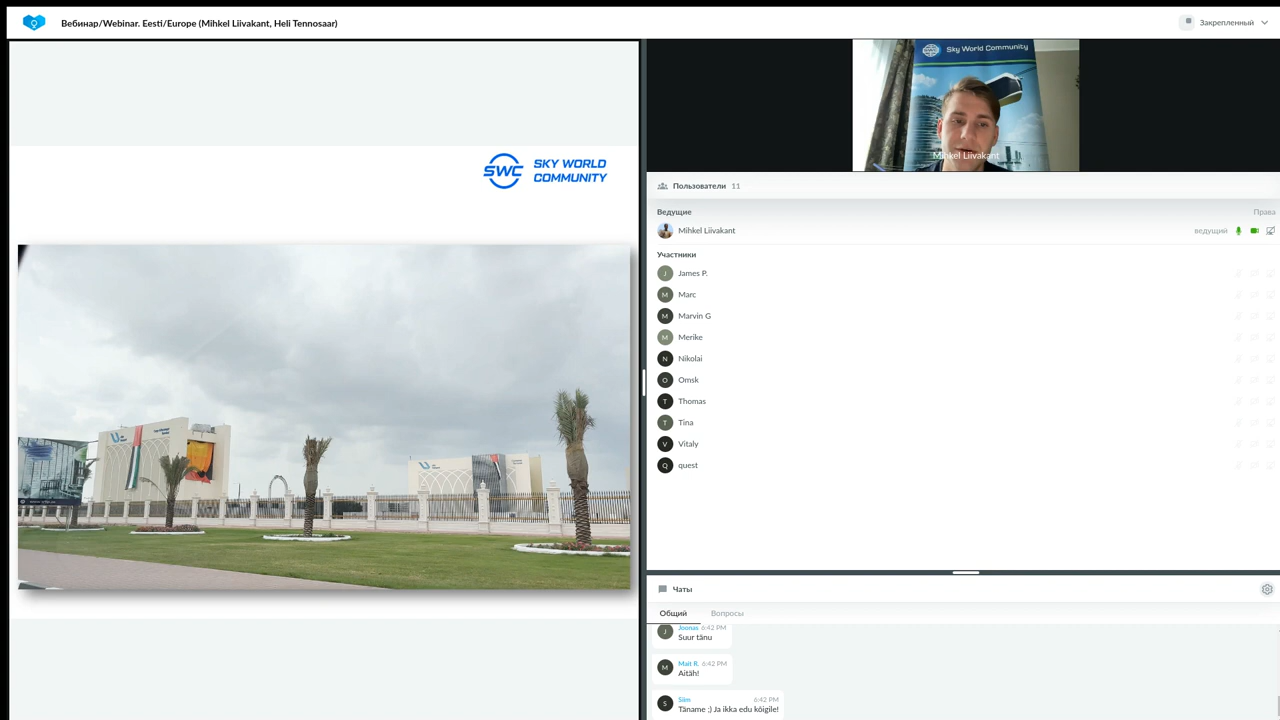 Вебинар/Webinar. Eesti/Europe (Mihkel Liivakant, Heli Tennosaar)
Закрепленный
SWC SKY WORLD
COMMUNITY
Sky World Community
Mihkel Liivakant
Пользователи 11
Ведущие Права
Mihkel Liivakant ведущий
Участники
J James P.
M Marc
M Marvin G
M Merike
N Nikolai
O Omsk
T Thomas
T Tina
V Vitaly
Q quest
Чаты
Общий Вопросы
J Joonas 6:42 PM
Suur tänu
M Mait R. 6:42 PM
Aitäh!
S Siim 6:42 PM
Täname ;) Ja ikka edu kõigile!